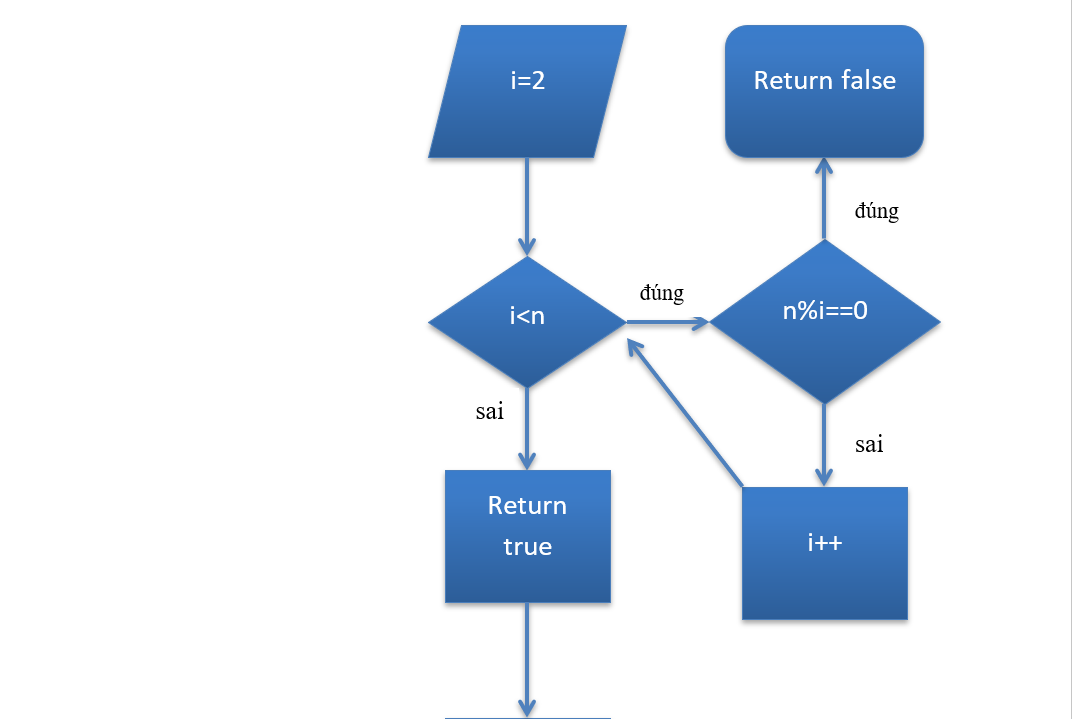 i=2
Return false
đúng
đúng
i<n
n%i==0
sai
sai
Return
true
i++